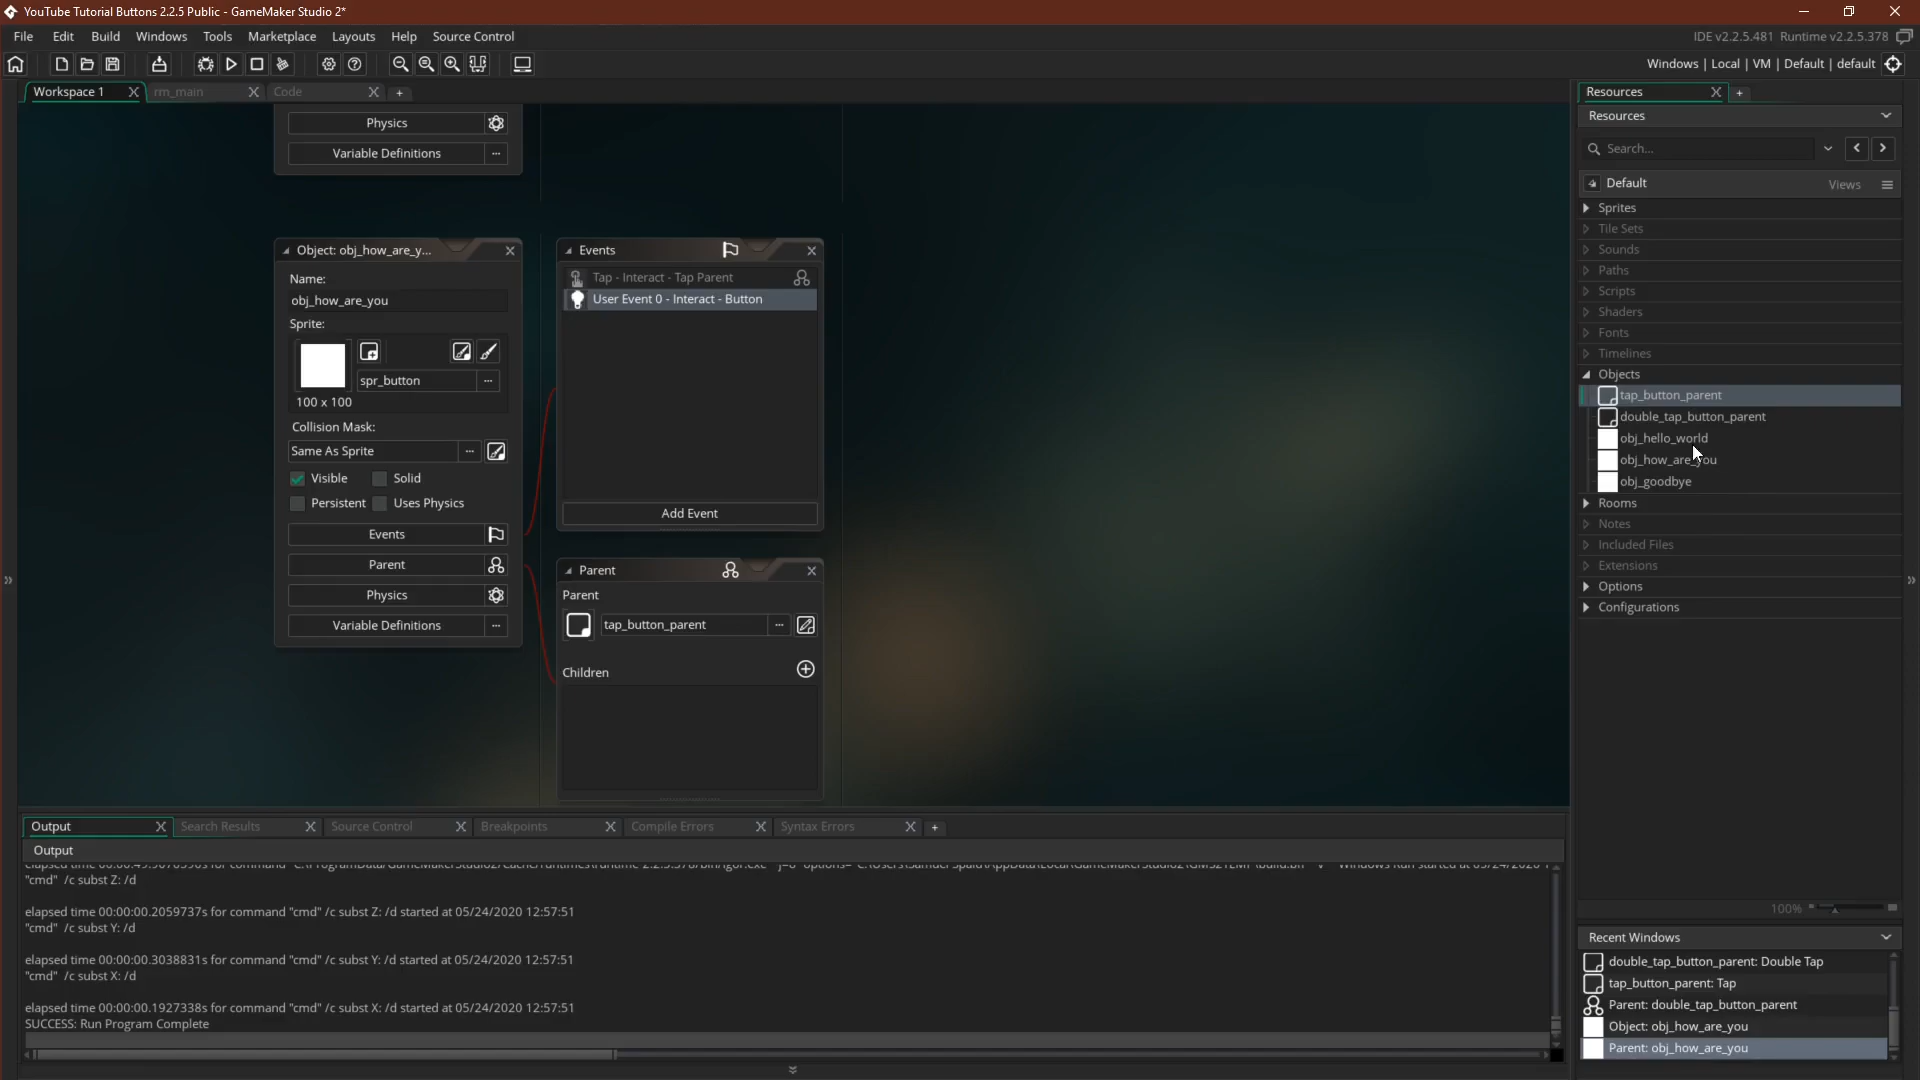 YouTube Tutorial Buttons 2.2.5 Public - GameMaker Studio 2*
File Edit Build Windows Tools Marketplace Layouts Help Source Control
IDE v2.2.5.481 Runtime v2.2.5.378
Windows | Local | VM | Default | default
Workspace 1 rm_main Code
Physics
Variable Definitions
Object: obj_how_are_y...
Name:
obj_how_are_you
Sprite:
spr_button
100 x 100
Collision Mask:
Same As Sprite
Visible Solid
Persistent Uses Physics
Events
Parent
Physics
Variable Definitions
Events
Tap - Interact - Tap Parent
User Event 0 - Interact - Button
Add Event
Parent
Parent
tap_button_parent
Children
Resources
Resources
Search...
Default Views
Sprites
Tile Sets
Sounds
Paths
Scripts
Shaders
Fonts
Timelines
Objects
tap_button_parent
double_tap_button_parent
obj_hello_world
obj_how_are_you
obj_goodbye
Rooms
Notes
Included Files
Extensions
Options
Configurations
100%
Recent Windows
double_tap_button_parent: Double Tap
tap_button_parent: Tap
Parent: double_tap_button_parent
Object: obj_how_are_you
Parent: obj_how_are_you
Output Search Results Source Control Breakpoints Compile Errors Syntax Errors
Output
"cmd" /c subst Z: /d
elapsed time 00:00:00.2059737s for command "cmd" /c subst Z: /d started at 05/24/2020 12:57:51
"cmd" /c subst Y: /d
elapsed time 00:00:00.3038831s for command "cmd" /c subst Y: /d started at 05/24/2020 12:57:51
"cmd" /c subst X: /d
elapsed time 00:00:00.1927338s for command "cmd" /c subst X: /d started at 05/24/2020 12:57:51
SUCCESS: Run Program Complete